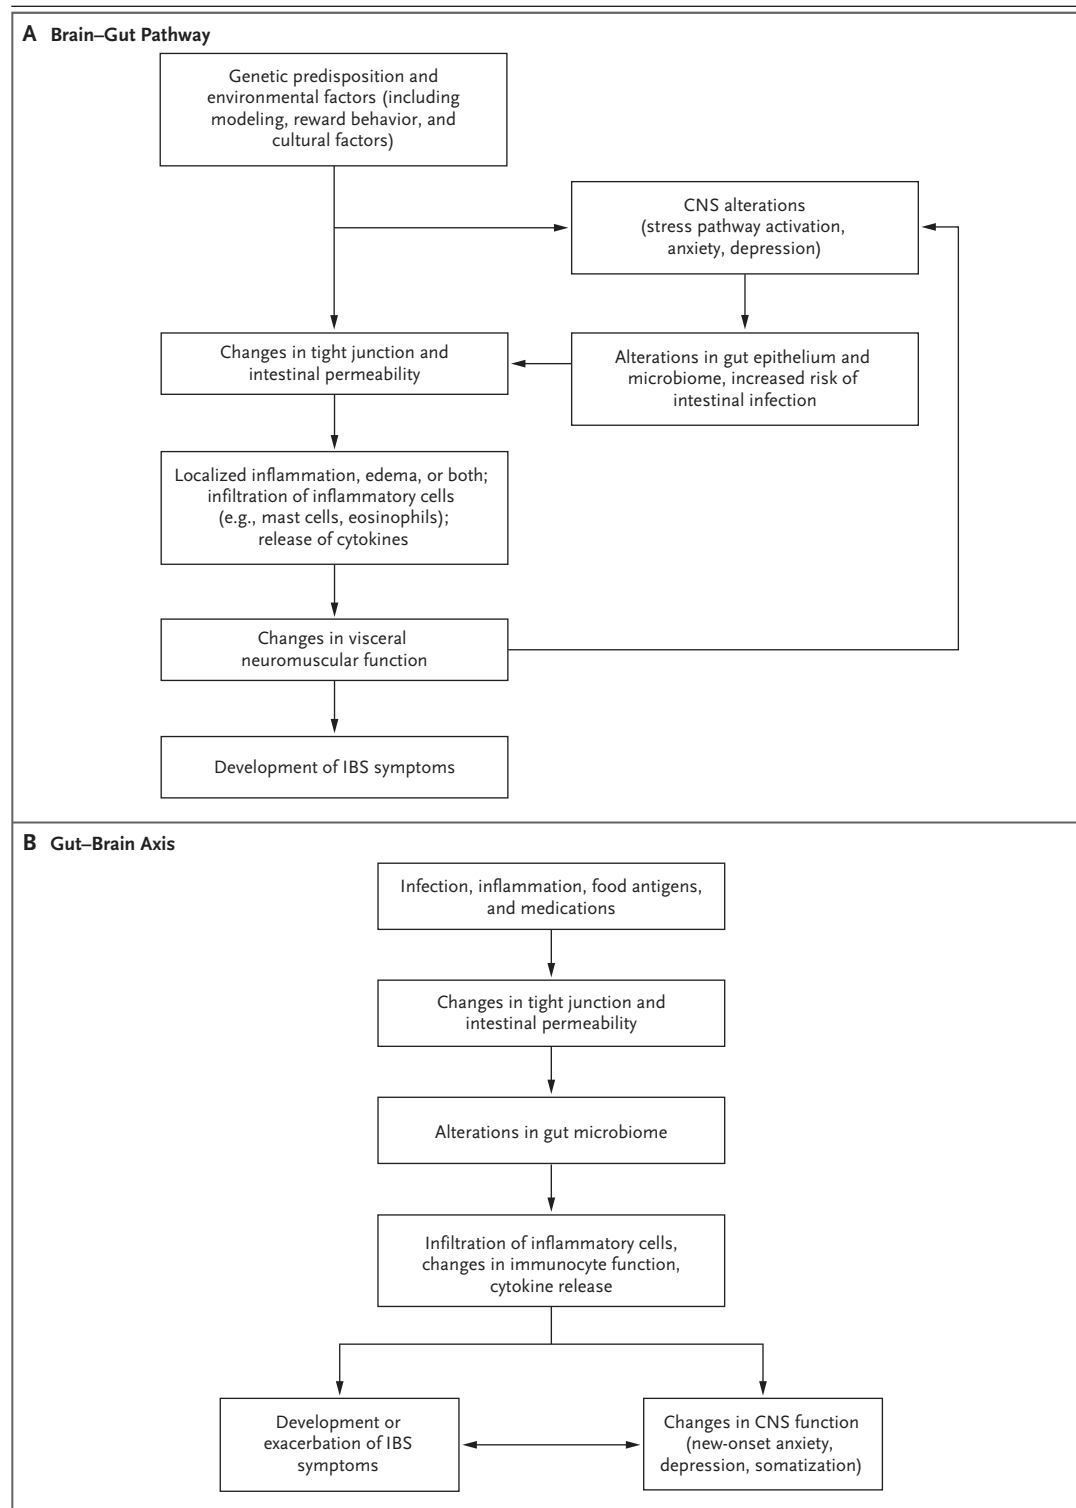 A Brain–Gut Pathway
Genetic predisposition and
environmental factors (including
modeling, reward behavior, and
cultural factors)
CNS alterations
(stress pathway activation,
anxiety, depression)
Changes in tight junction and
intestinal permeability
Alterations in gut epithelium and
microbiome, increased risk of
intestinal infection
Localized inflammation, edema, or both;
infiltration of inflammatory cells
(e.g., mast cells, eosinophils);
release of cytokines
Changes in visceral
neuromuscular function
Development of IBS symptoms
B Gut–Brain Axis
Infection, inflammation, food antigens,
and medications
Changes in tight junction and
intestinal permeability
Alterations in gut microbiome
Infiltration of inflammatory cells,
changes in immunocyte function,
cytokine release
Development or
exacerbation of IBS
symptoms
Changes in CNS function
(new-onset anxiety,
depression, somatization)